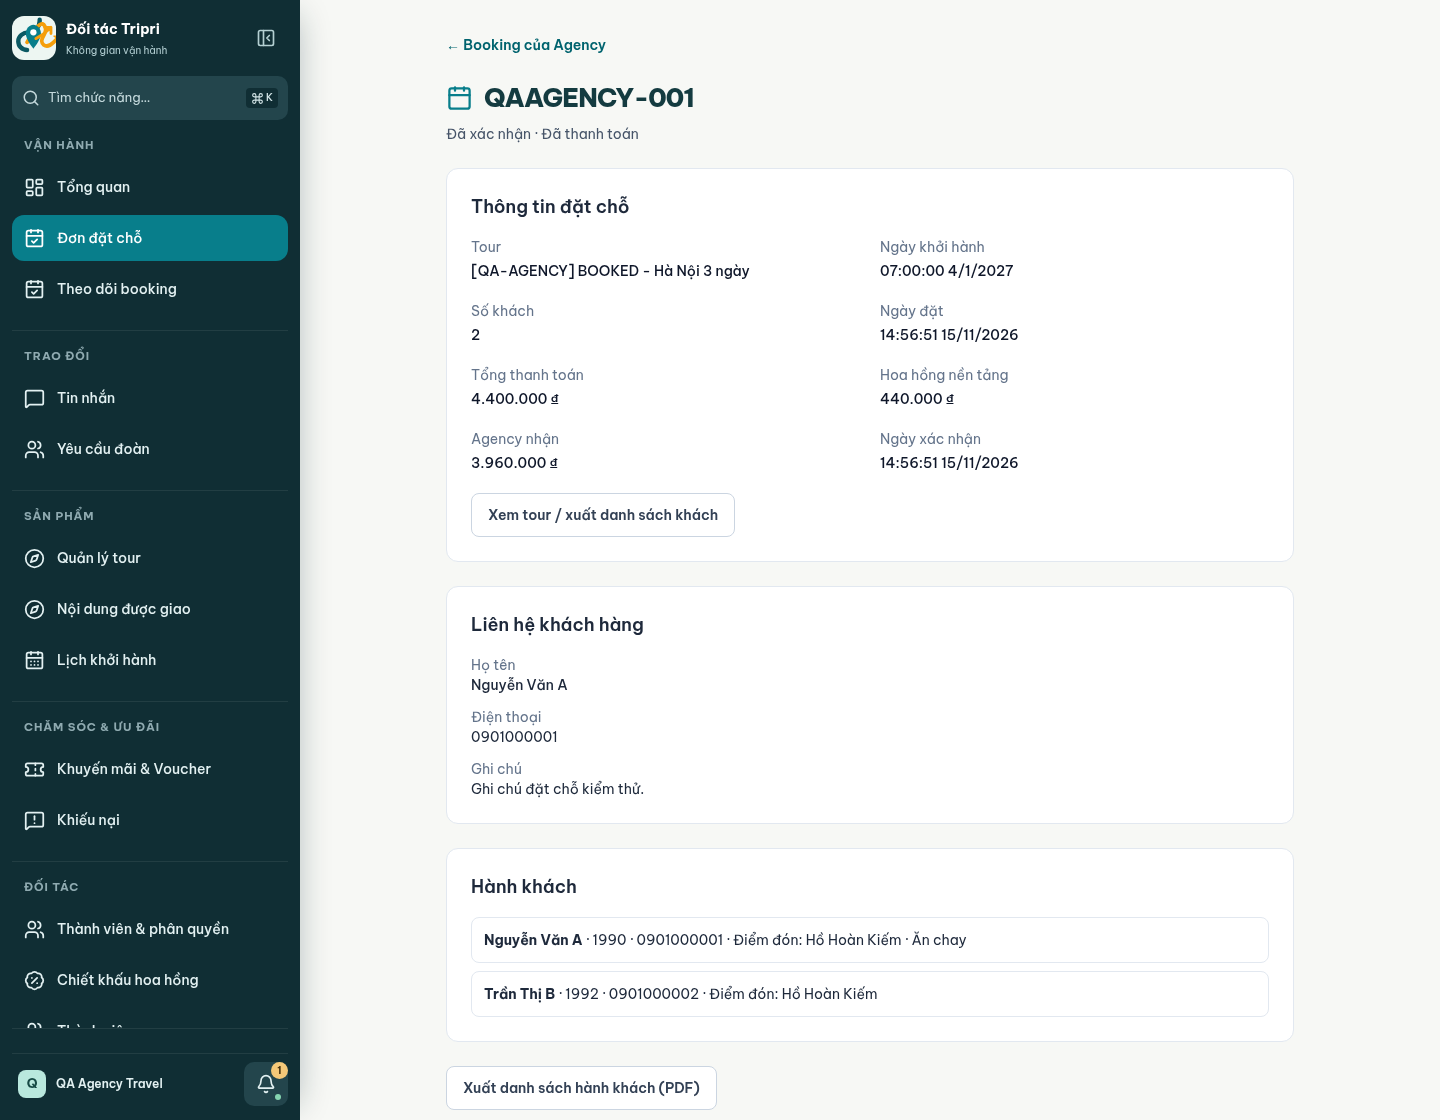 Đối tác Tripri
Không gian vận hành
Tìm chức năng...
⌘ K
VẬN HÀNH
Tổng quan
Đơn đặt chỗ
Theo dõi booking
TRAO ĐỔI
Tin nhắn
Yêu cầu đoàn
SẢN PHẨM
Quản lý tour
Nội dung được giao
Lịch khởi hành
CHĂM SÓC & ƯU ĐÃI
Khuyến mãi & Voucher
Khiếu nại
ĐỐI TÁC
Thành viên & phân quyền
Chiết khấu hoa hồng
Q
QA Agency Travel
1
← Booking của Agency
QAAGENCY-001
Đã xác nhận · Đã thanh toán
Thông tin đặt chỗ
Tour
[QA-AGENCY] BOOKED - Hà Nội 3 ngày
Ngày khởi hành
07:00:00 4/1/2027
Số khách
2
Ngày đặt
14:56:51 15/11/2026
Tổng thanh toán
4.400.000 ₫
Hoa hồng nền tảng
440.000 ₫
Agency nhận
3.960.000 ₫
Ngày xác nhận
14:56:51 15/11/2026
Xem tour / xuất danh sách khách
Liên hệ khách hàng
Họ tên
Nguyễn Văn A
Điện thoại
0901000001
Ghi chú
Ghi chú đặt chỗ kiểm thử.
Hành khách
Nguyễn Văn A · 1990 · 0901000001 · Điểm đón: Hồ Hoàn Kiếm · Ăn chay
Trần Thị B · 1992 · 0901000002 · Điểm đón: Hồ Hoàn Kiếm
Xuất danh sách hành khách (PDF)